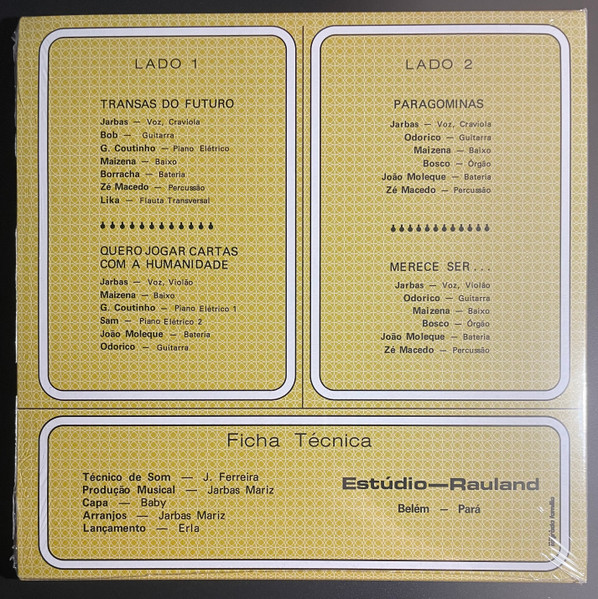 LADO 1
TRANSAS DO FUTURO
Jarbas — Voz, Craviola
Bob — Guitarra
G. Coutinho — Piano Elétrico
Maizena — Baixo
Borracha — Bateria
Zé Macedo — Percussão
Lika — Flauta Transversal
QUERO JOGAR CARTAS
COM A HUMANIDADE
Jarbas — Voz, Violão
Maizena — Baixo
G. Coutinho — Piano Elétrico 1
Sam — Piano Elétrico 2
João Moleque — Bateria
Odorico — Guitarra
LADO 2
PARAGOMINAS
Jarbas — Voz, Craviola
Odorico — Guitarra
Maizena — Baixo
Bosco — Órgão
João Moleque — Bateria
Zé Macedo — Percussão
MERECE SER...
Jarbas — Voz, Violão
Odorico — Guitarra
Maizena — Baixo
Bosco — Órgão
João Moleque — Bateria
Zé Macedo — Percussão
Ficha Técnica
Técnico de Som — J. Ferreira
Produção Musical — Jarbas Mariz
Capa — Baby
Arranjos — Jarbas Mariz
Lançamento — Erla
Estúdio—Rauland
Belém — Pará